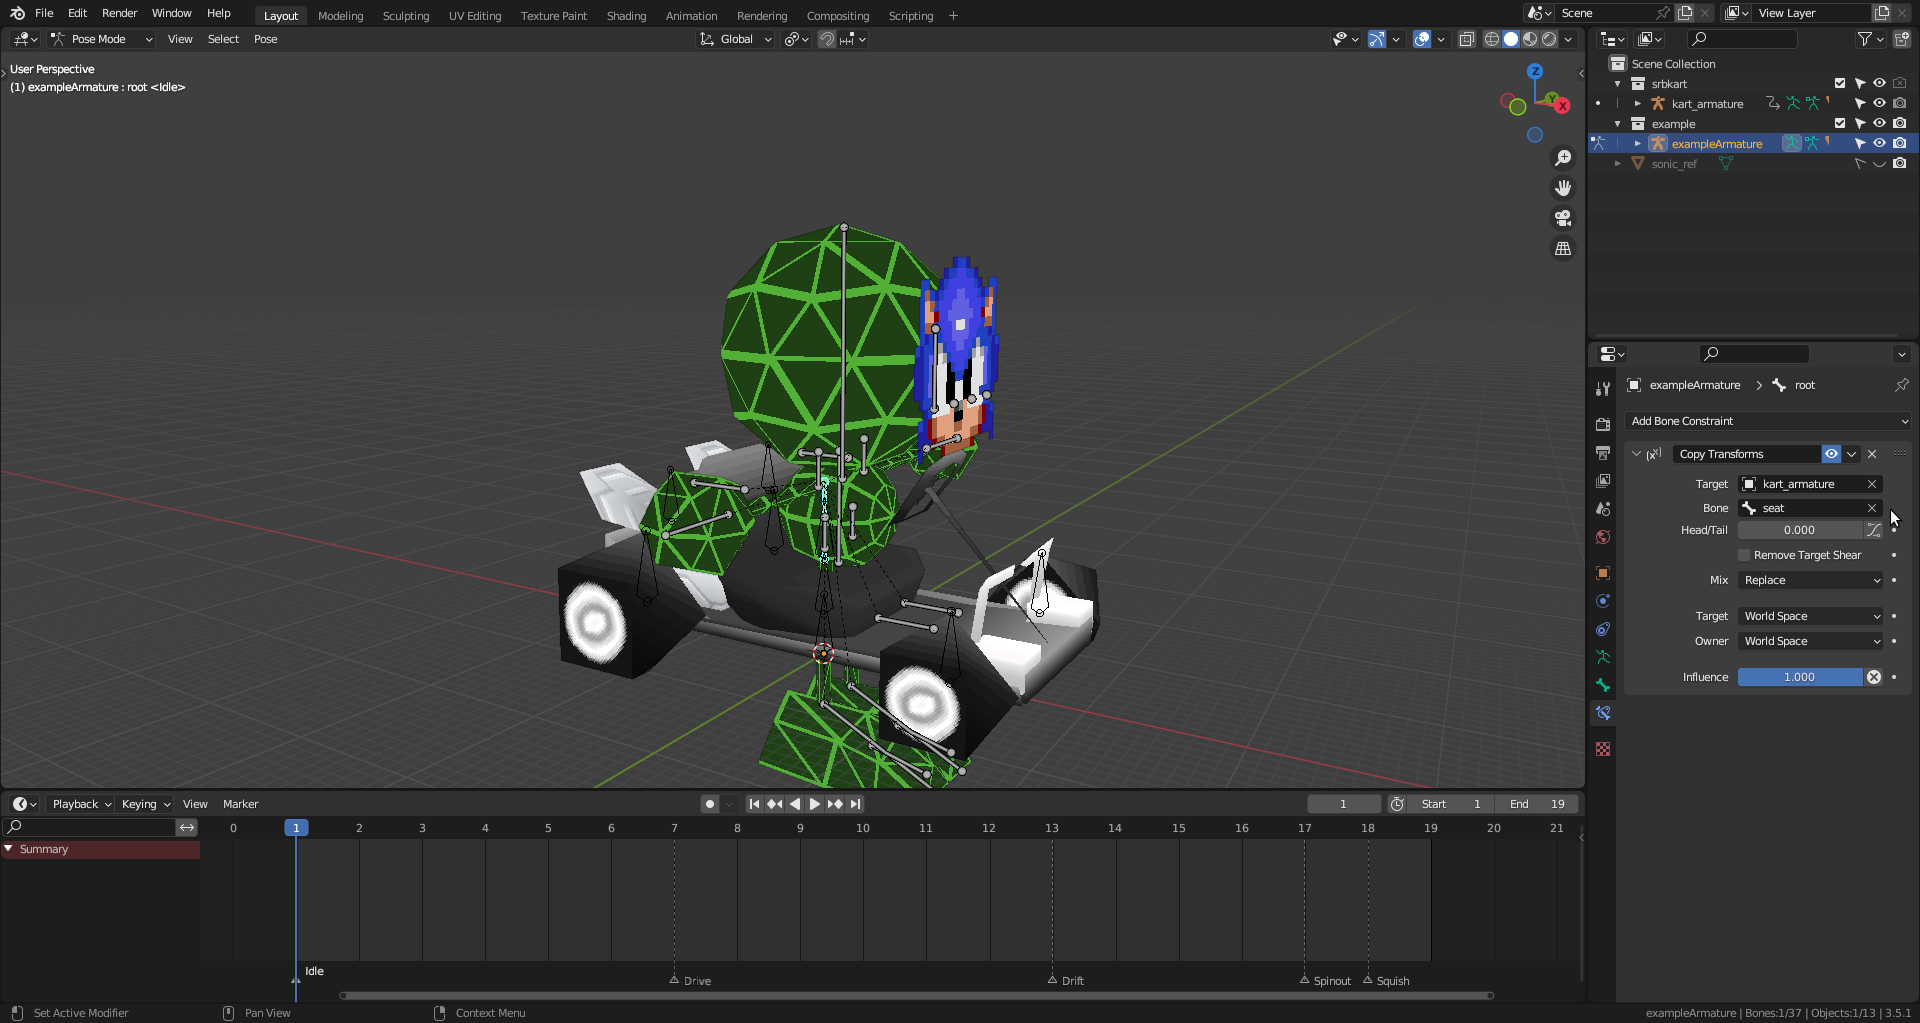 File Edit Render Window Help
Layout Modeling Sculpting UV Editing Texture Paint Shading Animation Rendering Compositing Scripting +
Scene
View Layer
Pose Mode View Select Pose
Global
User Perspective
(1) exampleArmature : root <Idle>
Z
Y
X
Scene Collection
srbkart
kart_armature
example
exampleArmature
sonic_ref
exampleArmature > root
Add Bone Constraint
Copy Transforms
Target kart_armature
Bone seat
Head/Tail 0.000
Remove Target Shear
Mix Replace
Target World Space
Owner World Space
Influence 1.000
Playback Keying View Marker
1 Start 1 End 19
0 1 2 3 4 5 6 7 8 9 10 11 12 13 14 15 16 17 18 19 20 21
Summary
Idle
Drive
Drift
Spinout
Squish
Set Active Modifier
Pan View
Context Menu
exampleArmature | Bones:1/37 | Objects:1/13 | 3.5.1